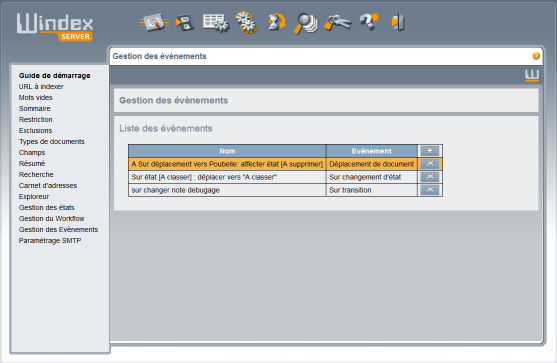 Windex
SERVER
Gestion des évènements
Guide de démarrage
URL à indexer
Mots vides
Sommaire
Restriction
Exclusions
Types de documents
Champs
Résumé
Recherche
Carnet d'adresses
Exploreur
Gestion des états
Gestion du Workflow
Gestion des Evènements
Paramétrage SMTP
Gestion des évènements
Liste des évènements
Nom Evénement +
A Sur déplacement vers Poubelle: affecter état [A supprimer] Déplacement de document
Sur état [A classer] : déplacer vers "A classer" Sur changement d'état
sur changer note debugage Sur transition